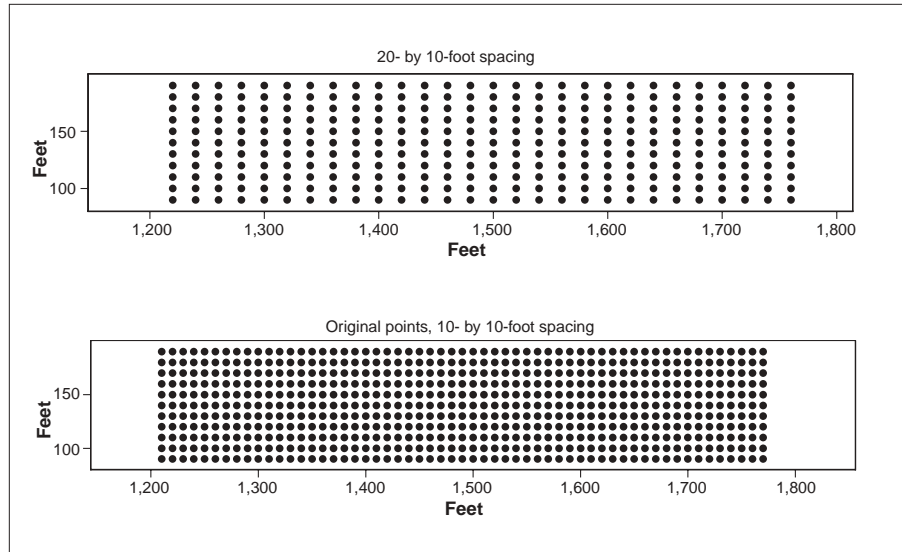 20- by 10-foot spacing
150
100
Feet
1,200 1,300 1,400 1,500 1,600 1,700 1,800
Feet
Original points, 10- by 10-foot spacing
150
100
Feet
1,200 1,300 1,400 1,500 1,600 1,700 1,800
Feet